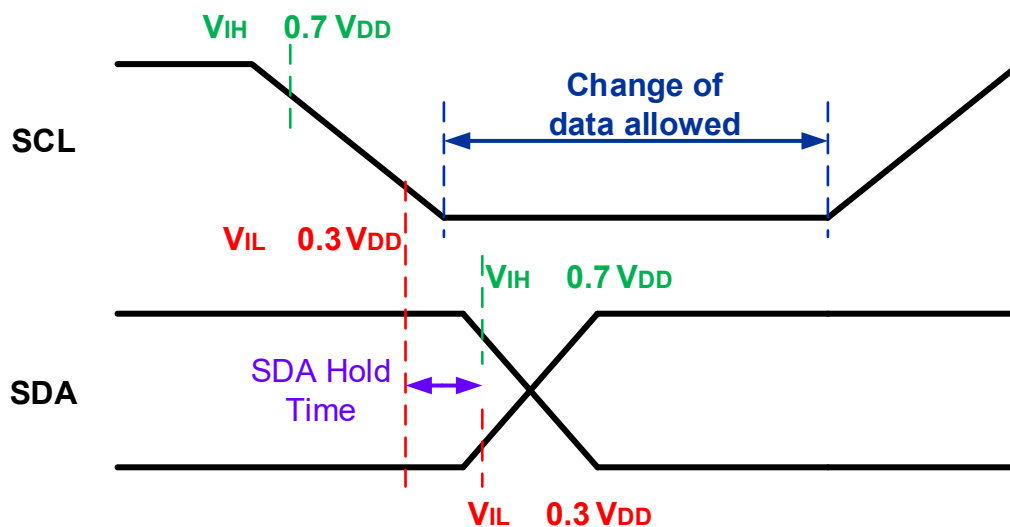 VIH 0.7 VDD
Change of
data allowed
SCL
VIL 0.3 VDD
VIH 0.7 VDD
SDA Hold
Time
SDA
VIL 0.3 VDD